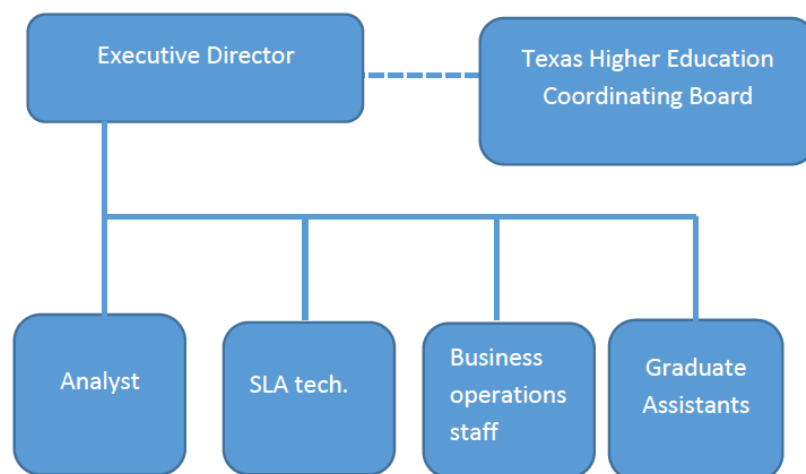 Executive Director
Texas Higher Education
Coordinating Board
Analyst
SLA tech.
Business
operations
staff
Graduate
Assistants